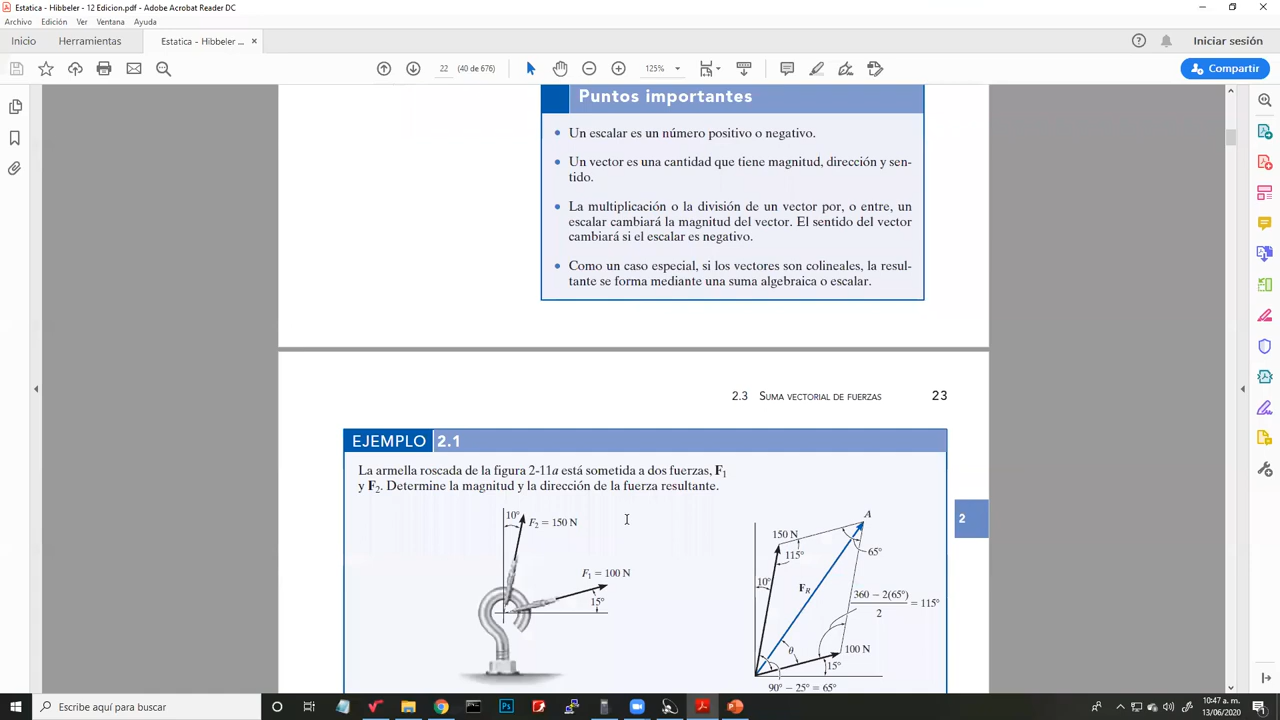 Estatica - Hibbeler - 12 Edicion.pdf - Adobe Acrobat Reader DC
Archivo Edición Ver Ventana Ayuda
Inicio Herramientas Estatica - Hibbeler ... × Iniciar sesión
22 (40 de 676) 125% Compartir
Puntos importantes
• Un escalar es un número positivo o negativo.
• Un vector es una cantidad que tiene magnitud, dirección y sen-
tido.
• La multiplicación o la división de un vector por, o entre, un
escalar cambiará la magnitud del vector. El sentido del vector
cambiará si el escalar es negativo.
• Como un caso especial, si los vectores son colineales, la resul-
tante se forma mediante una suma algebraica o escalar.
2.3 SUMA VECTORIAL DE FUERZAS 23
EJEMPLO 2.1
La armella roscada de la figura 2-11a está sometida a dos fuerzas, F1
y F2. Determine la magnitud y la dirección de la fuerza resultante.
2
10°
F2 = 150 N
F1 = 100 N
15°
A
150 N
115°
65°
10°
FR
360 − 2(65°)
2
= 115°
θ
100 N
15°
90° − 25° = 65°
Escribe aquí para buscar
10:47 a. m.
13/06/2020
1